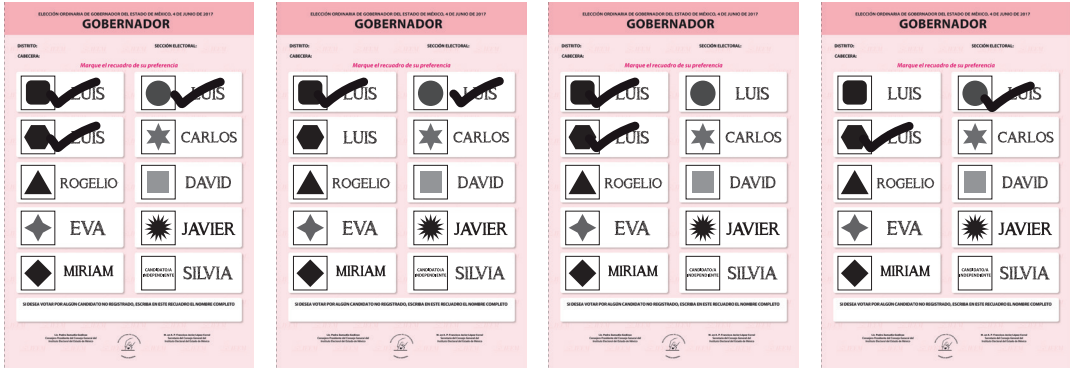 ELECCIÓN ORDINARIA DE GOBERNADOR DEL ESTADO DE MÉXICO, 4 DE JUNIO DE 2017
GOBERNADOR
DISTRITO: SECCIÓN ELECTORAL:
CABECERA:
Marque el recuadro de su preferencia
LUIS LUIS
LUIS CARLOS
ROGELIO DAVID
EVA JAVIER
MIRIAM CANDIDATO/A INDEPENDIENTE SILVIA
SI DESEA VOTAR POR ALGÚN CANDIDATO NO REGISTRADO, ESCRIBA EN ESTE RECUADRO EL NOMBRE COMPLETO
ELECCIÓN ORDINARIA DE GOBERNADOR DEL ESTADO DE MÉXICO, 4 DE JUNIO DE 2017
GOBERNADOR
DISTRITO: SECCIÓN ELECTORAL:
CABECERA:
Marque el recuadro de su preferencia
LUIS LUIS
LUIS CARLOS
ROGELIO DAVID
EVA JAVIER
MIRIAM CANDIDATO/A INDEPENDIENTE SILVIA
SI DESEA VOTAR POR ALGÚN CANDIDATO NO REGISTRADO, ESCRIBA EN ESTE RECUADRO EL NOMBRE COMPLETO
ELECCIÓN ORDINARIA DE GOBERNADOR DEL ESTADO DE MÉXICO, 4 DE JUNIO DE 2017
GOBERNADOR
DISTRITO: SECCIÓN ELECTORAL:
CABECERA:
Marque el recuadro de su preferencia
LUIS LUIS
LUIS CARLOS
ROGELIO DAVID
EVA JAVIER
MIRIAM CANDIDATO/A INDEPENDIENTE SILVIA
SI DESEA VOTAR POR ALGÚN CANDIDATO NO REGISTRADO, ESCRIBA EN ESTE RECUADRO EL NOMBRE COMPLETO
ELECCIÓN ORDINARIA DE GOBERNADOR DEL ESTADO DE MÉXICO, 4 DE JUNIO DE 2017
GOBERNADOR
DISTRITO: SECCIÓN ELECTORAL:
CABECERA:
Marque el recuadro de su preferencia
LUIS LUIS
LUIS CARLOS
ROGELIO DAVID
EVA JAVIER
MIRIAM CANDIDATO/A INDEPENDIENTE SILVIA
SI DESEA VOTAR POR ALGÚN CANDIDATO NO REGISTRADO, ESCRIBA EN ESTE RECUADRO EL NOMBRE COMPLETO